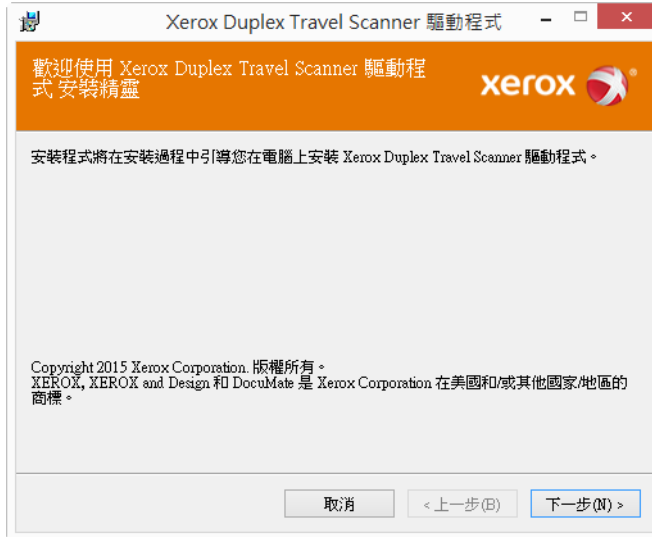 Xerox Duplex Travel Scanner 驅動程式
歡迎使用 Xerox Duplex Travel Scanner 驅動程
式 安裝精靈
xerox
安裝程式將在安裝過程中引導您在電腦上安裝 Xerox Duplex Travel Scanner 驅動程式。
Copyright 2015 Xerox Corporation. 版權所有。
XEROX, XEROX and Design 和 DocuMate 是 Xerox Corporation 在美國和/或其他國家/地區的
商標。
取消
<上一步(B)
下一步(N) >